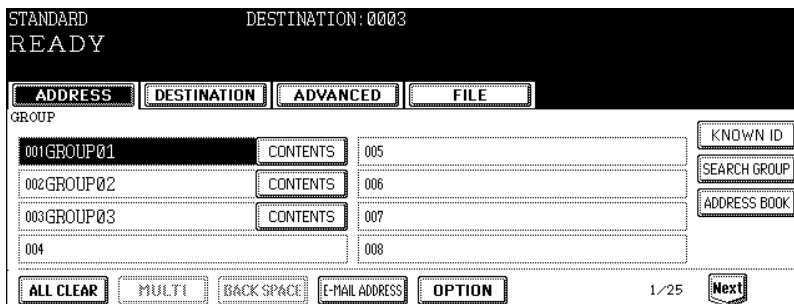 STANDARD DESTINATION:0003
READY
ADDRESS DESTINATION ADVANCED FILE
GROUP
KNOWN ID
001GROUP01 CONTENTS 005
SEARCH GROUP
002GROUP02 CONTENTS 006
ADDRESS BOOK
003GROUP03 CONTENTS 007
004 008
ALL CLEAR MULTI BACK SPACE E-MAIL ADDRESS OPTION 1/25 Next